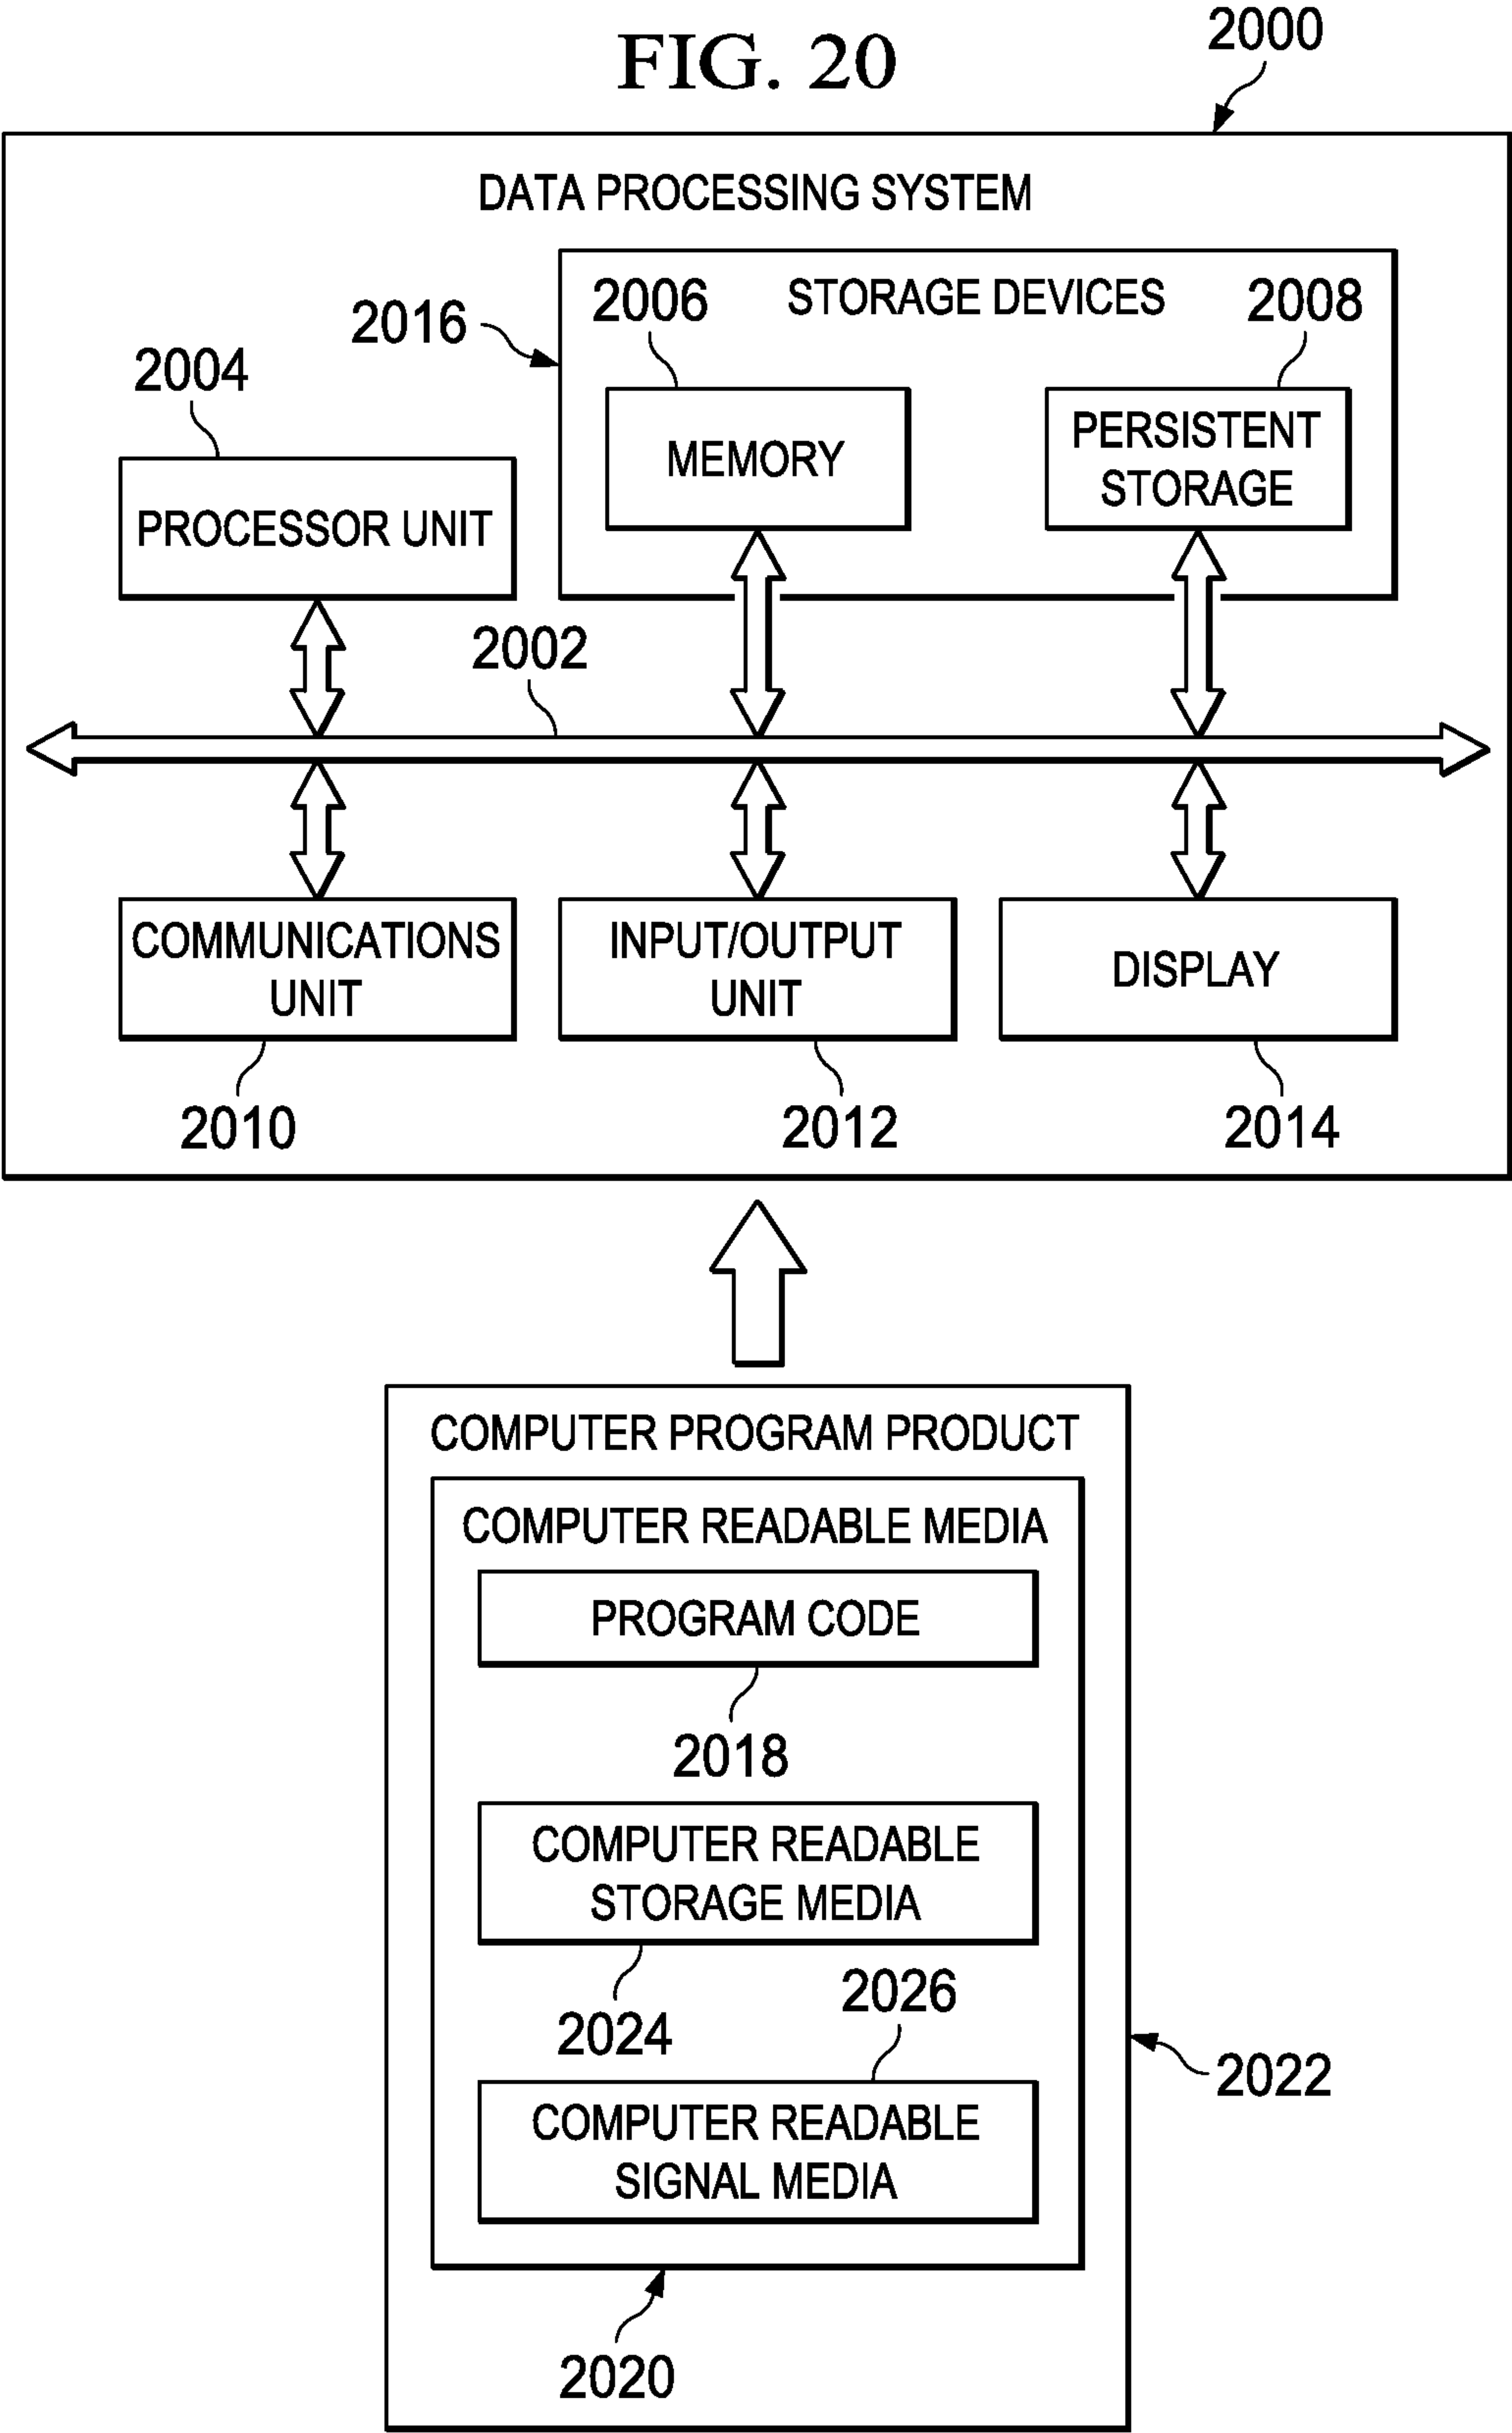 FIG. 20
2000
DATA PROCESSING SYSTEM
2016
2006
STORAGE DEVICES
2008
2004
MEMORY
PERSISTENT
STORAGE
PROCESSOR UNIT
2002
COMMUNICATIONS
UNIT
INPUT/OUTPUT
UNIT
DISPLAY
2010
2012
2014
COMPUTER PROGRAM PRODUCT
COMPUTER READABLE MEDIA
PROGRAM CODE
2018
COMPUTER READABLE
STORAGE MEDIA
2024
2026
COMPUTER READABLE
SIGNAL MEDIA
2022
2020